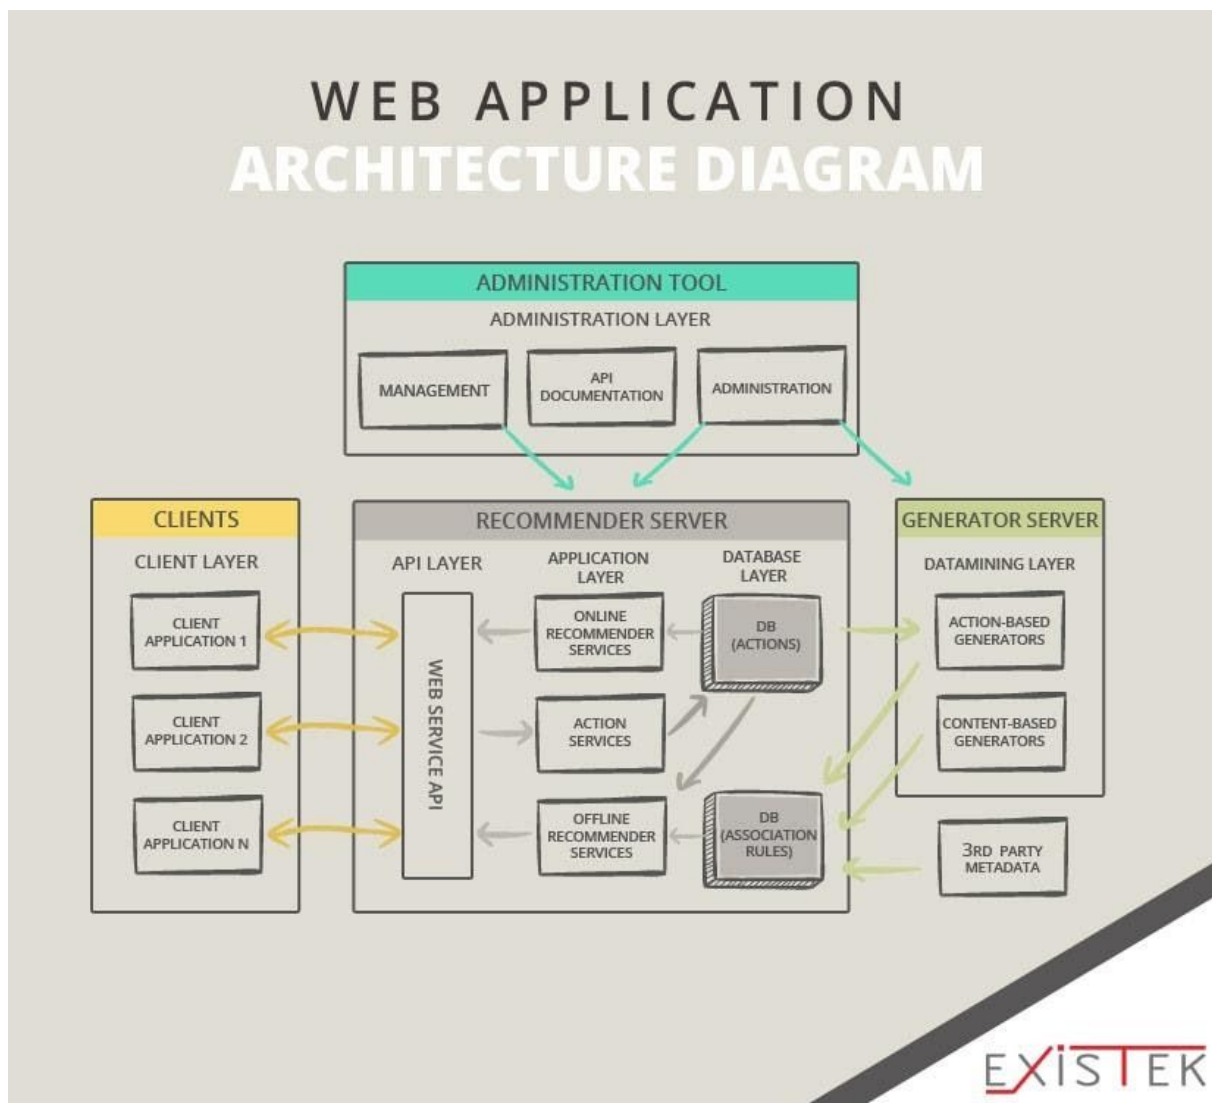 WEB APPLICATION
ARCHITECTURE DIAGRAM
ADMINISTRATION TOOL
ADMINISTRATION LAYER
MANAGEMENT
API
DOCUMENTATION
ADMINISTRATION
CLIENTS
CLIENT LAYER
CLIENT
APPLICATION 1
CLIENT
APPLICATION 2
CLIENT
APPLICATION N
RECOMMENDER SERVER
API LAYER
WEB SERVICE API
APPLICATION
LAYER
ONLINE
RECOMMENDER
SERVICES
ACTION
SERVICES
OFFLINE
RECOMMENDER
SERVICES
DATABASE
LAYER
DB
(ACTIONS)
DB
(ASSOCIATION
RULES)
GENERATOR SERVER
DATAMINING LAYER
ACTION-BASED
GENERATORS
CONTENT-BASED
GENERATORS
3RD PARTY
METADATA
EXiSTEK